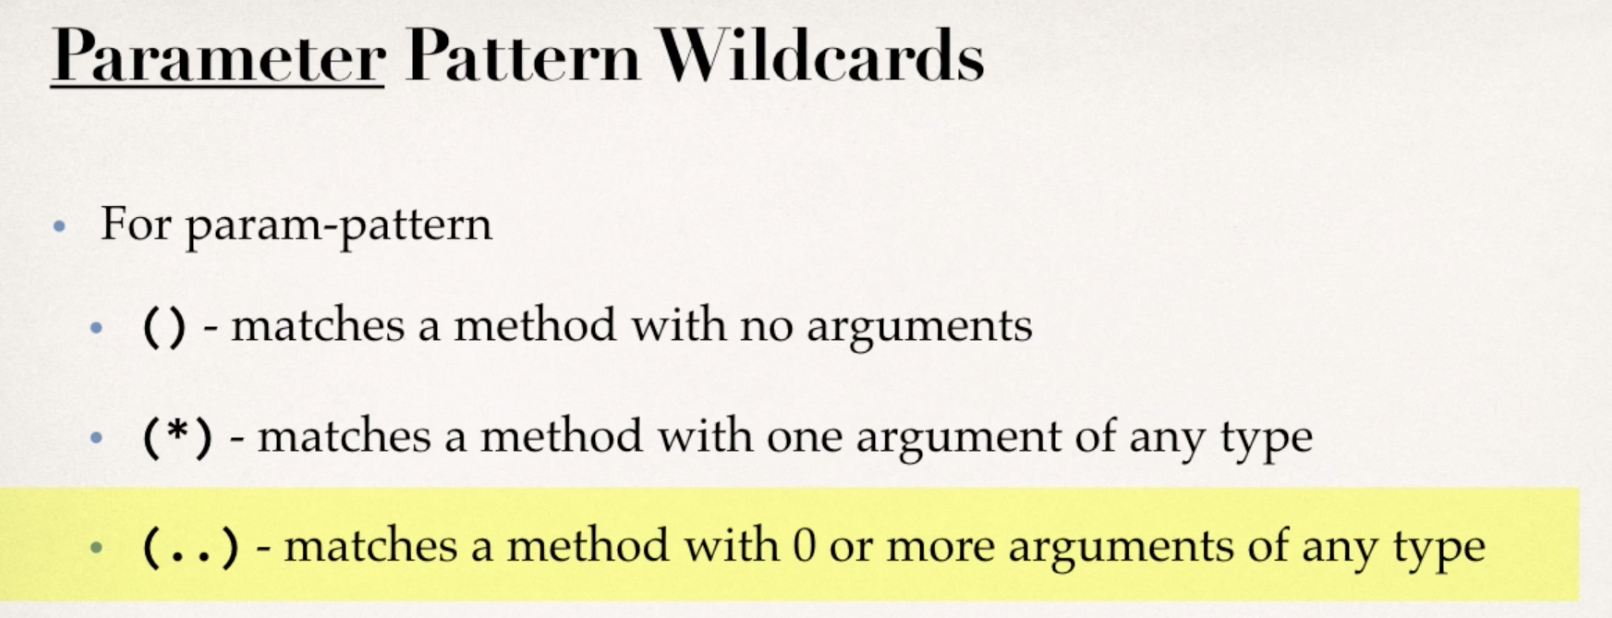 Parameter Pattern Wildcards
• For param-pattern
• () - matches a method with no arguments
• (*) - matches a method with one argument of any type
• (..) - matches a method with 0 or more arguments of any type